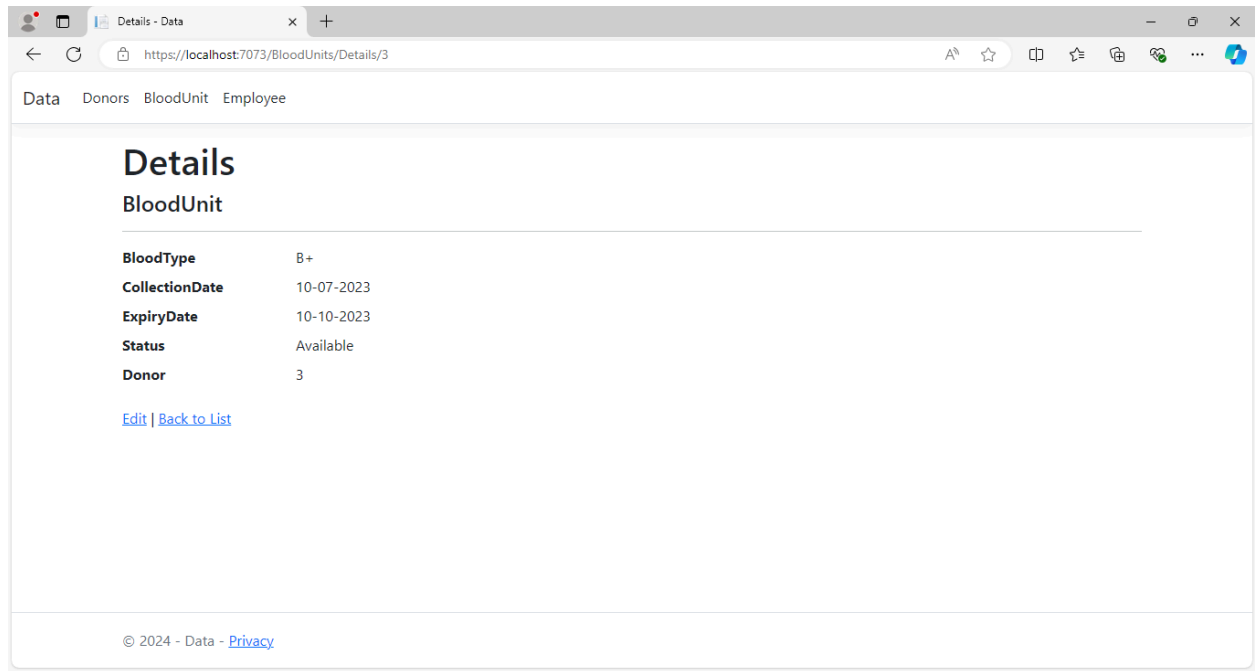 Details - Data
https://localhost:7073/BloodUnits/Details/3
Data Donors BloodUnit Employee
Details
BloodUnit
BloodType B+
CollectionDate 10-07-2023
ExpiryDate 10-10-2023
Status Available
Donor 3
Edit | Back to List
© 2024 - Data - Privacy